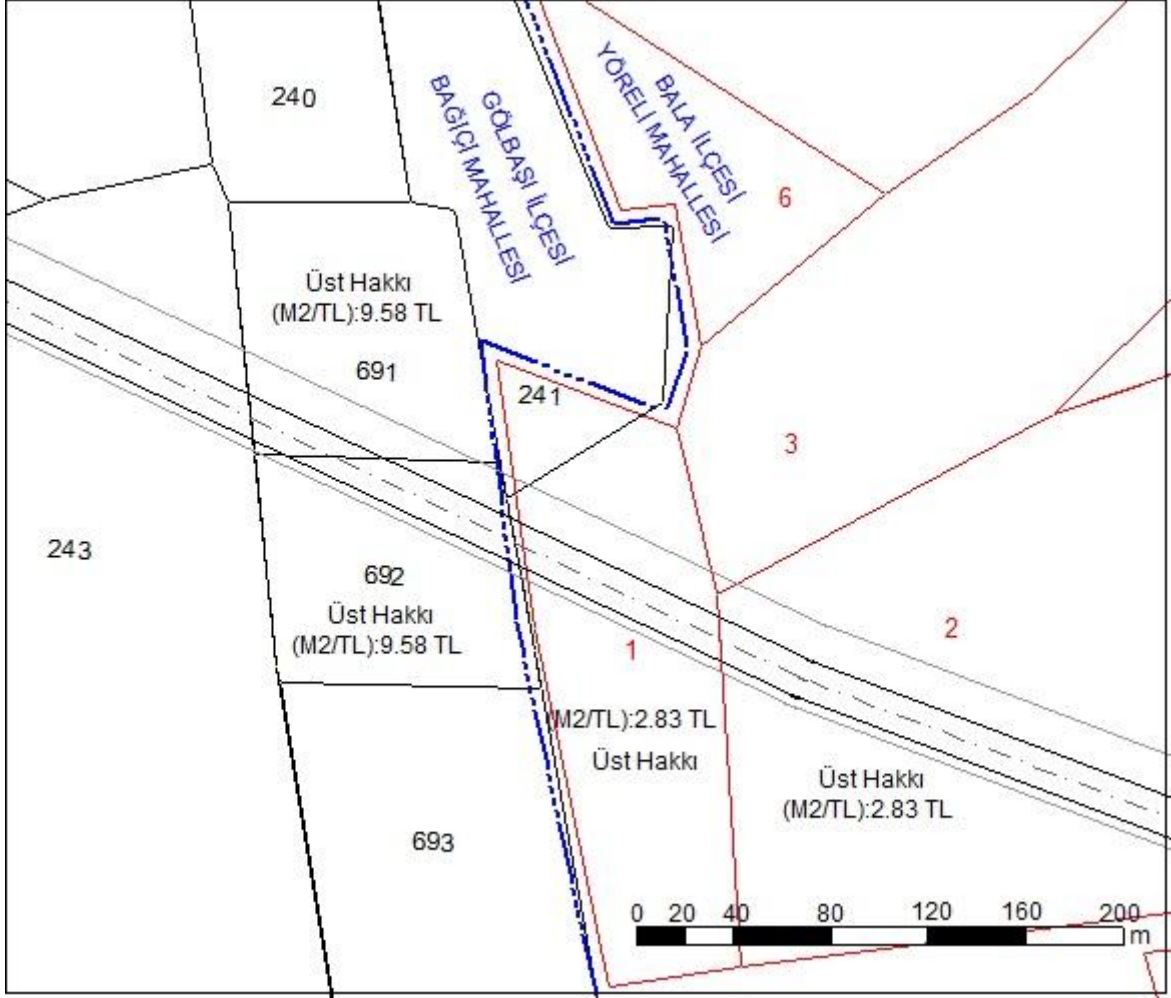 240
GÖLBAŞI İLÇESİ
BAĞIÇI MAHALLESİ
BALA İLÇESİ
YÖRELİ MAHALLESİ
6
Üst Hakkı
(M2/TL):9.58 TL
691
241
3
243
692
Üst Hakkı
(M2/TL):9.58 TL
1
2
(M2/TL):2.83 TL
Üst Hakkı
Üst Hakkı
(M2/TL):2.83 TL
693
0 20 40 80 120 160 200
m